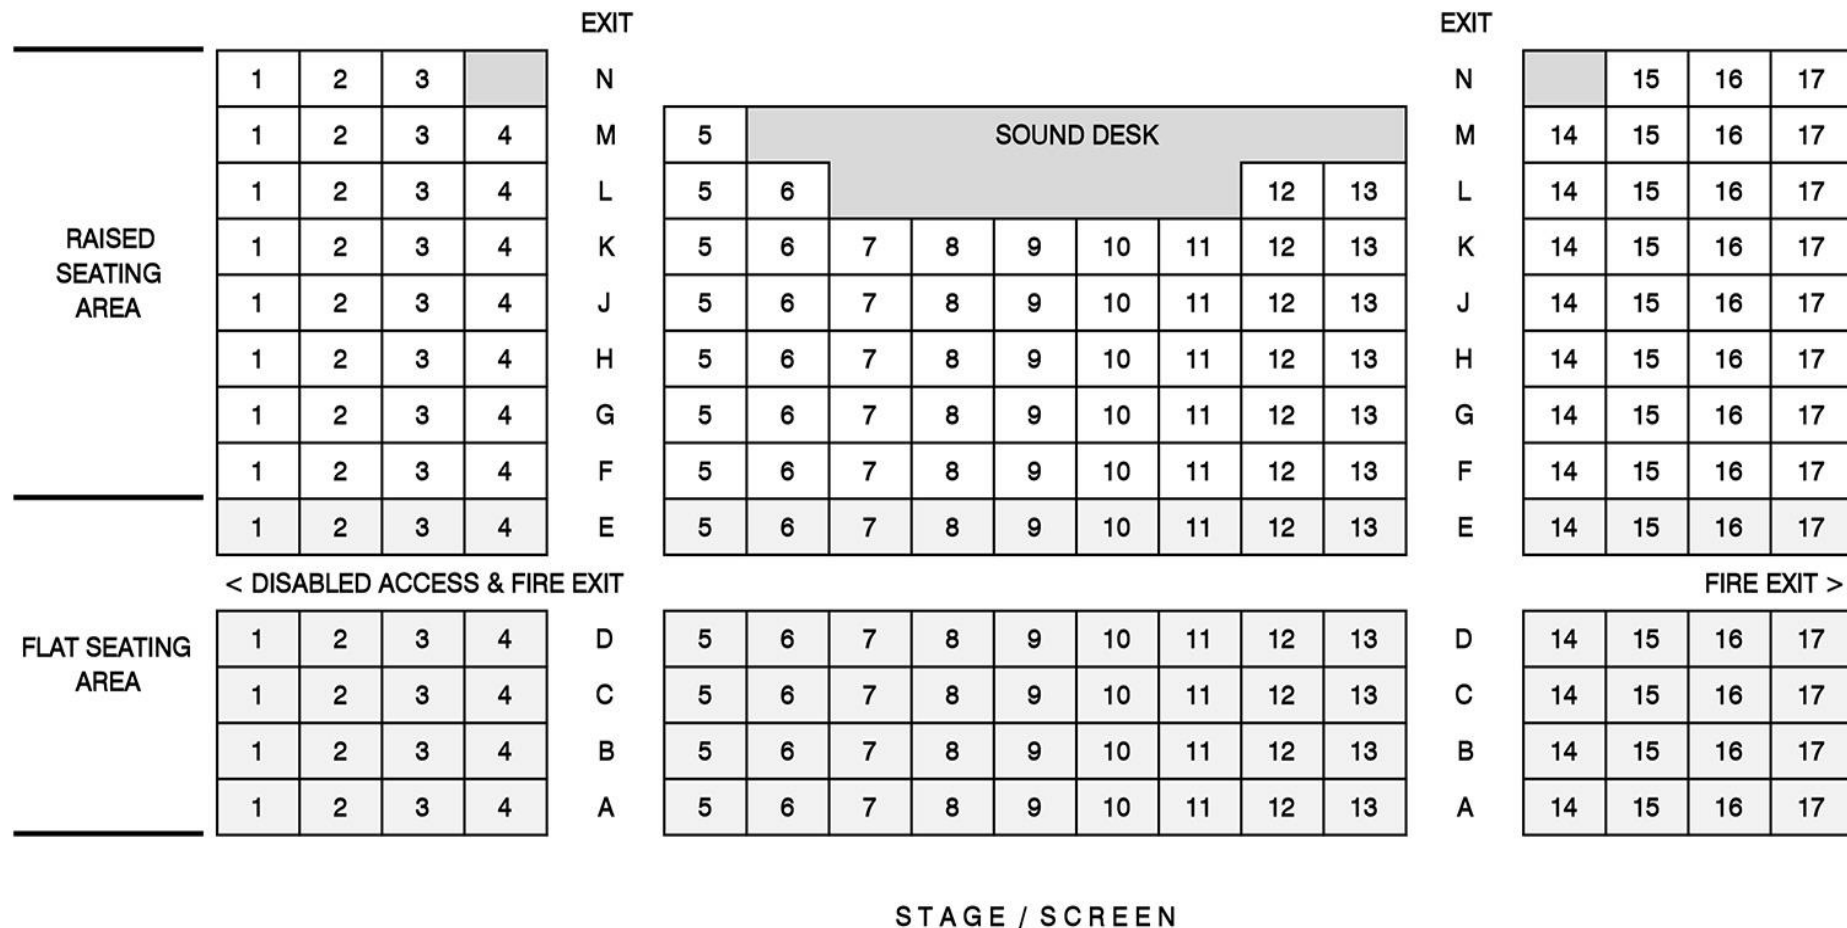 EXIT EXIT
1 2 3 N N 15 16 17
1 2 3 4 M 5 SOUND DESK M 14 15 16 17
1 2 3 4 L 5 6 12 13 L 14 15 16 17
RAISED
SEATING
AREA
1 2 3 4 K 5 6 7 8 9 10 11 12 13 K 14 15 16 17
1 2 3 4 J 5 6 7 8 9 10 11 12 13 J 14 15 16 17
1 2 3 4 H 5 6 7 8 9 10 11 12 13 H 14 15 16 17
1 2 3 4 G 5 6 7 8 9 10 11 12 13 G 14 15 16 17
1 2 3 4 F 5 6 7 8 9 10 11 12 13 F 14 15 16 17
1 2 3 4 E 5 6 7 8 9 10 11 12 13 E 14 15 16 17
< DISABLED ACCESS & FIRE EXIT FIRE EXIT >
FLAT SEATING
AREA
1 2 3 4 D 5 6 7 8 9 10 11 12 13 D 14 15 16 17
1 2 3 4 C 5 6 7 8 9 10 11 12 13 C 14 15 16 17
1 2 3 4 B 5 6 7 8 9 10 11 12 13 B 14 15 16 17
1 2 3 4 A 5 6 7 8 9 10 11 12 13 A 14 15 16 17
STAGE / SCREEN